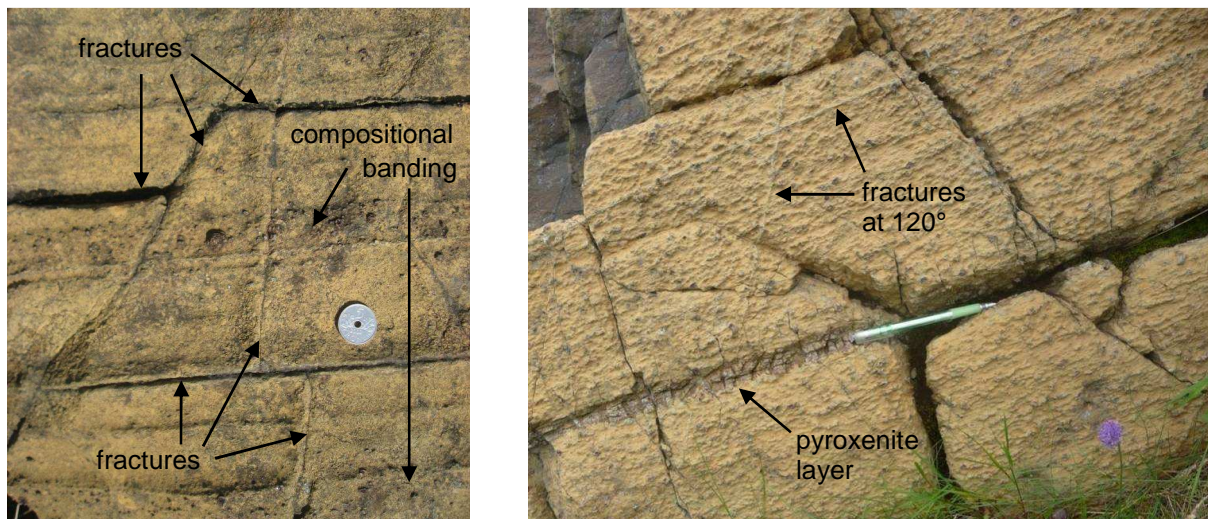 fractures
compositional
banding
fractures
fractures
at 120°
pyroxenite
layer